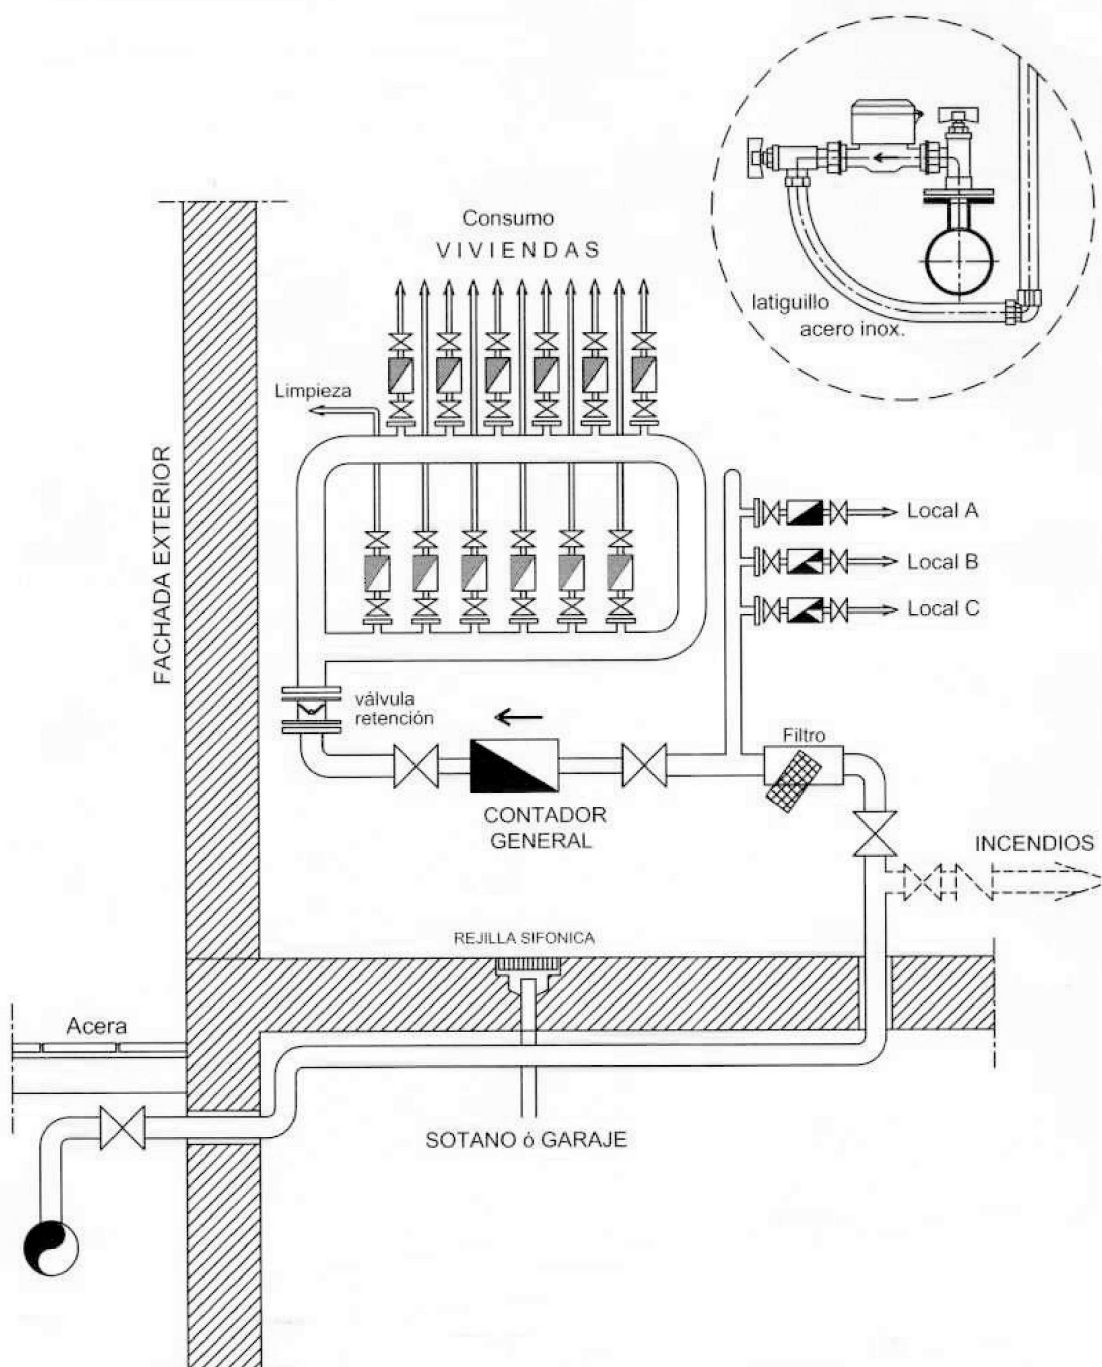 Consumo
VIVIENDAS
latiguillo
acero inox.
Limpieza
FACHADA EXTERIOR
Local A
Local B
Local C
válvula
retención
Filtro
CONTADOR
GENERAL
INCENDIOS
REJILLA SIFONICA
Acera
SOTANO ó GARAJE